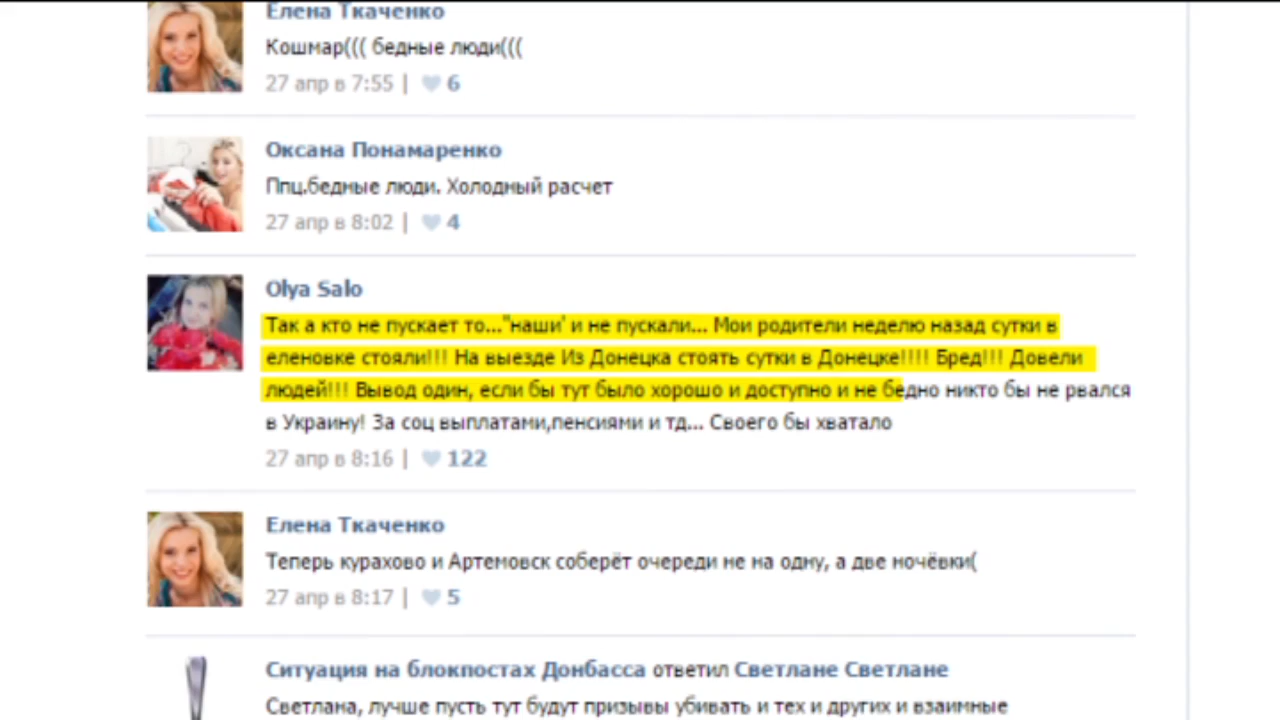 Елена Ткаченко
Кошмар((( бедные люди(((
27 апр в 7:55 | 6
Оксана Понамаренко
Ппц.бедные люди. Холодный расчет
27 апр в 8:02 | 4
Olya Salo
Так а кто не пускает то..."наши' и не пускали... Мои родители неделю назад сутки в
еленовке стояли!!! На выезде Из Донецка стоять сутки в Донецке!!!! Бред!!! Довели
людей!!! Вывод один, если бы тут было хорошо и доступно и не бедно никто бы не рвался
в Украину! За соц выплатами,пенсиями и тд... Своего бы хватало
27 апр в 8:16 | 122
Елена Ткаченко
Теперь курахово и Артемовск соберёт очереди не на одну, а две ночёвки(
27 апр в 8:17 | 5
Ситуация на блокпостах Донбасса ответил Светлане Светлане
Светлана, лучше пусть тут будут призывы убивать и тех и других и взаимные